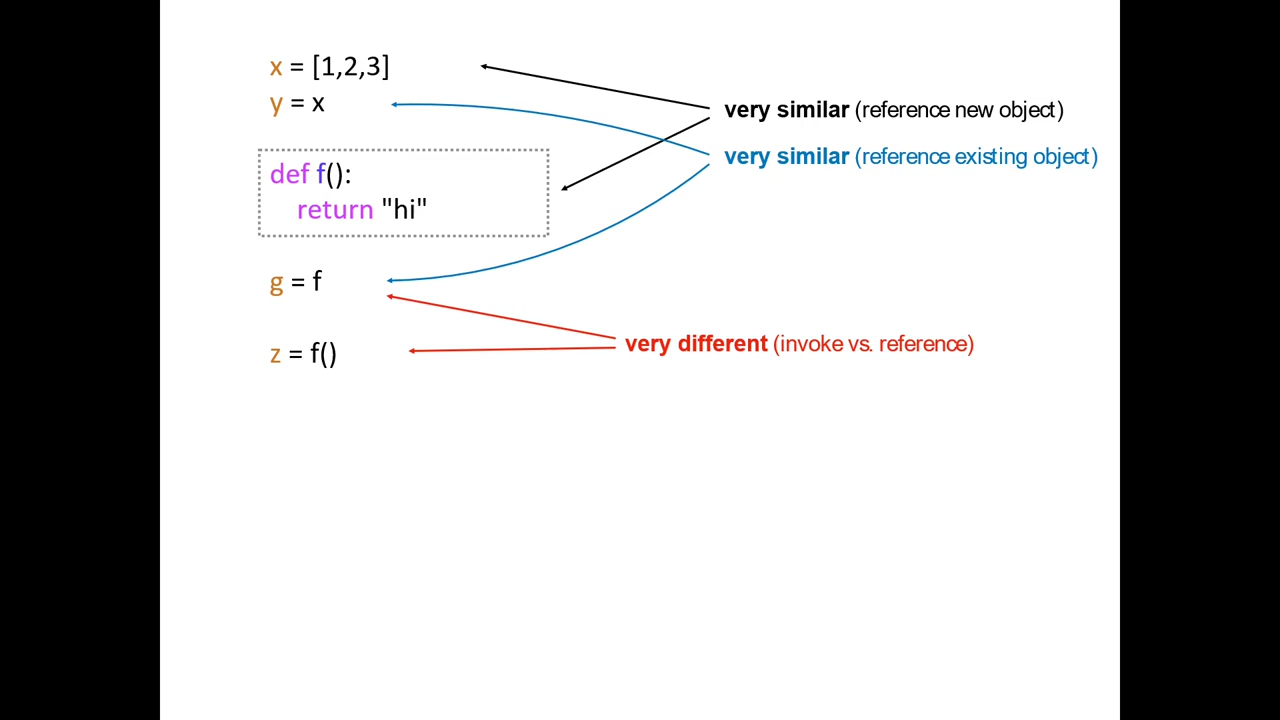 x = [1,2,3]
y = x
very similar (reference new object)
very similar (reference existing object)
def f():
return "hi"
g = f
very different (invoke vs. reference)
z = f()